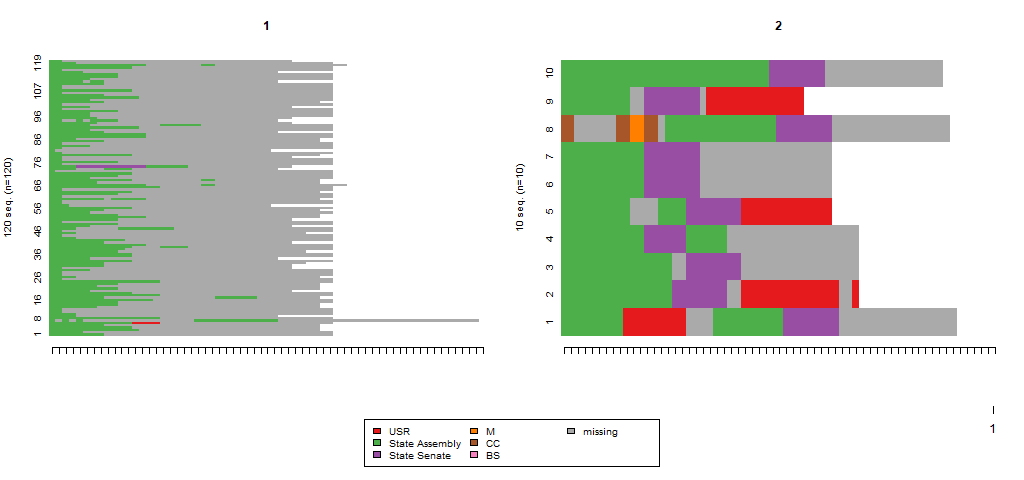 1
2
120 seq. (n=120)
1 8 16 26 36 46 56 66 76 86 96 107 119
10 seq. (n=10)
1 2 3 4 5 6 7 8 9 10
1
USR M missing
State Assembly CC
State Senate BS